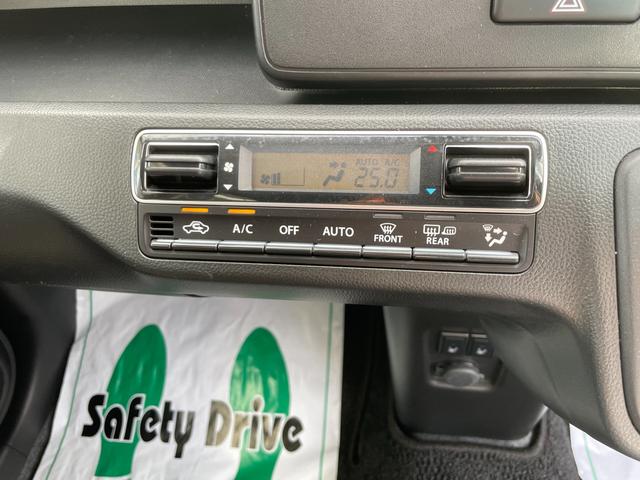 AUTO A/C
25.0
A/C OFF AUTO FRONT REAR
Safety Drive